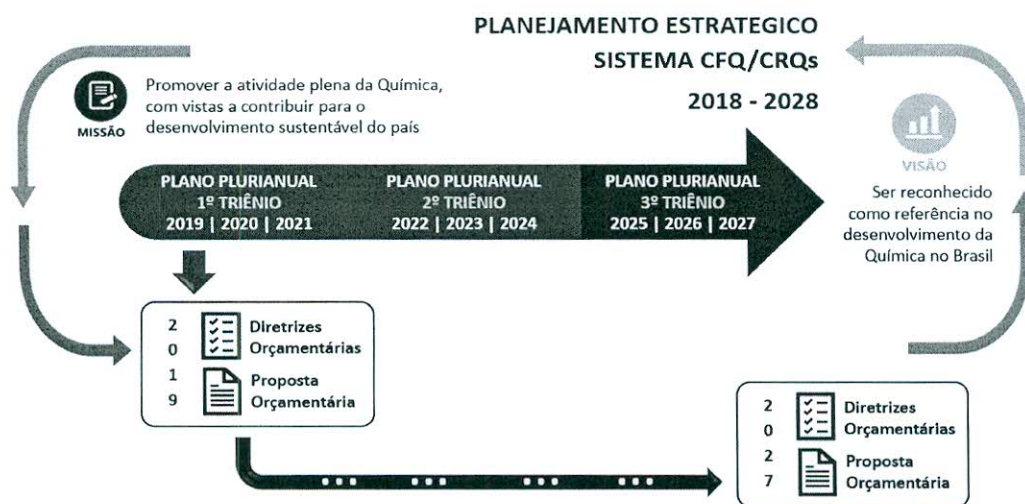 PLANEJAMENTO ESTRATEGICO
SISTEMA CFQ/CRQs
2018 - 2028
MISSÃO
Promover a atividade plena da Química,
com vistas a contribuir para o
desenvolvimento sustentável do país
PLANO PLURIANUAL
1º TRIÊNIO
2019 | 2020 | 2021
PLANO PLURIANUAL
2º TRIÊNIO
2022 | 2023 | 2024
PLANO PLURIANUAL
3º TRIÊNIO
2025 | 2026 | 2027
VISÃO
Ser reconhecido
como referência no
desenvolvimento da
Química no Brasil
2
0
1
9
Diretrizes
Orçamentárias
Proposta
Orçamentária
2
0
2
7
Diretrizes
Orçamentárias
Proposta
Orçamentária